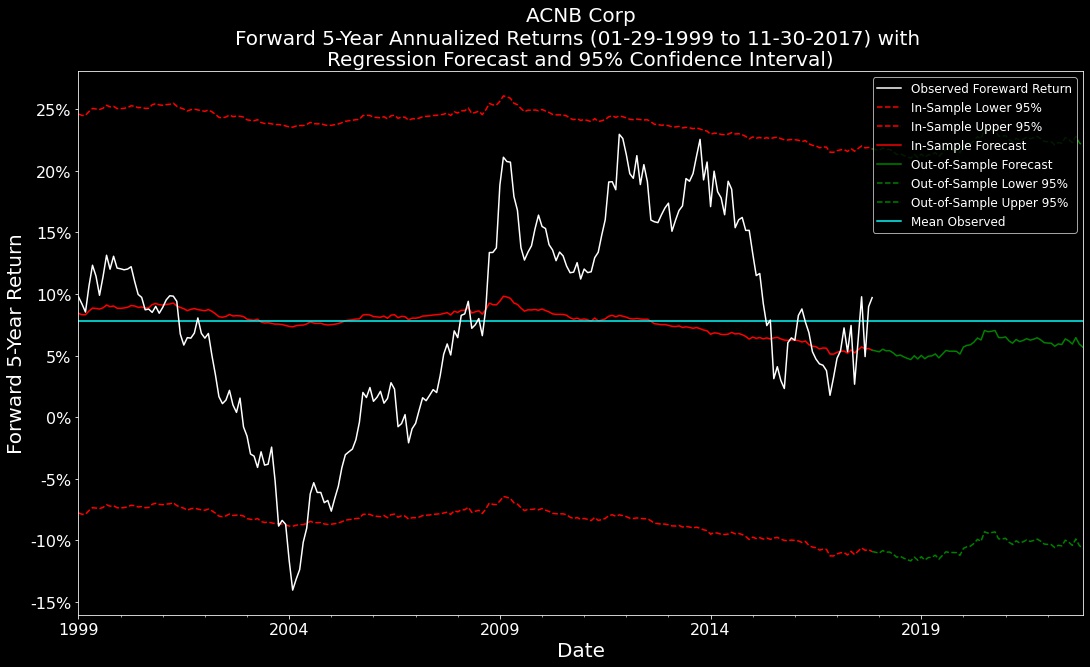 ACNB Corp
Forward 5-Year Annualized Returns (01-29-1999 to 11-30-2017) with
Regression Forecast and 95% Confidence Interval)
Observed Foreward Return
In-Sample Lower 95%
In-Sample Upper 95%
In-Sample Forecast
Out-of-Sample Forecast
Out-of-Sample Lower 95%
Out-of-Sample Upper 95%
Mean Observed
Forward 5-Year Return
25%
20%
15%
10%
5%
0%
-5%
-10%
-15%
1999
2004
2009
2014
2019
Date